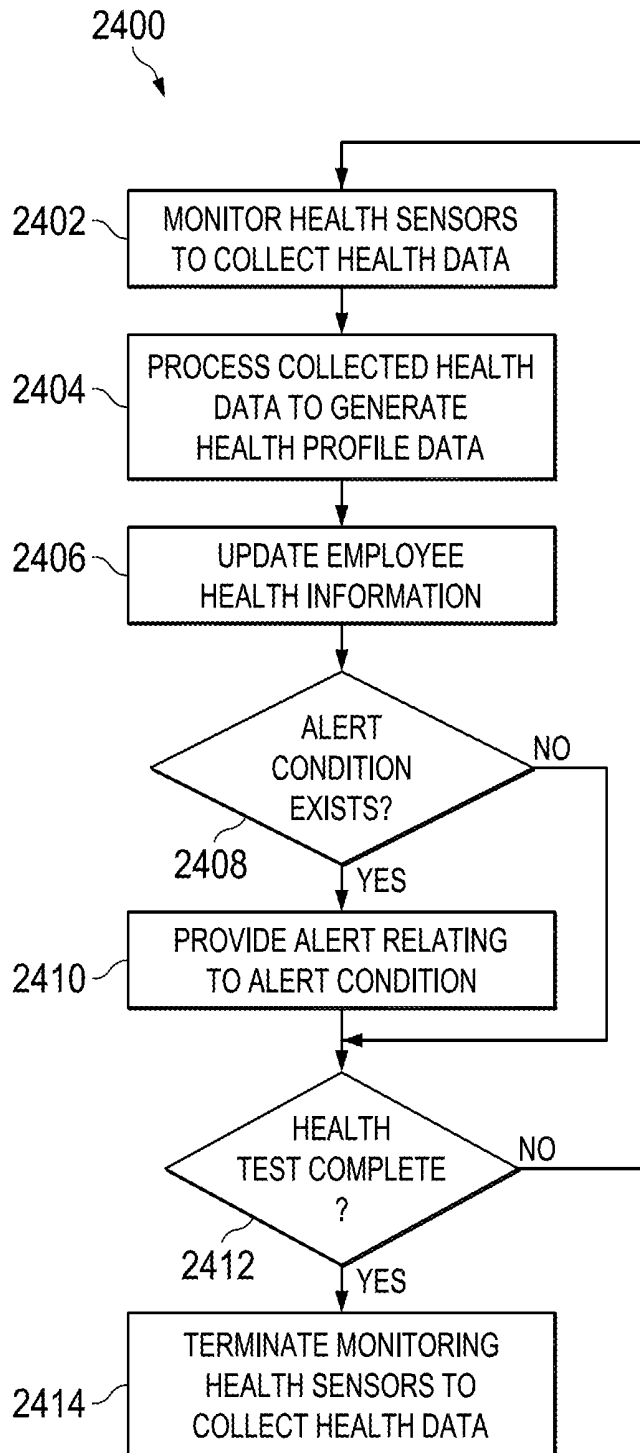 2400
2402
MONITOR HEALTH SENSORS
TO COLLECT HEALTH DATA
2404
PROCESS COLLECTED HEALTH
DATA TO GENERATE
HEALTH PROFILE DATA
2406
UPDATE EMPLOYEE
HEALTH INFORMATION
ALERT
CONDITION
EXISTS?
NO
2408
YES
2410
PROVIDE ALERT RELATING
TO ALERT CONDITION
HEALTH
TEST COMPLETE
?
NO
2412
YES
2414
TERMINATE MONITORING
HEALTH SENSORS TO
COLLECT HEALTH DATA